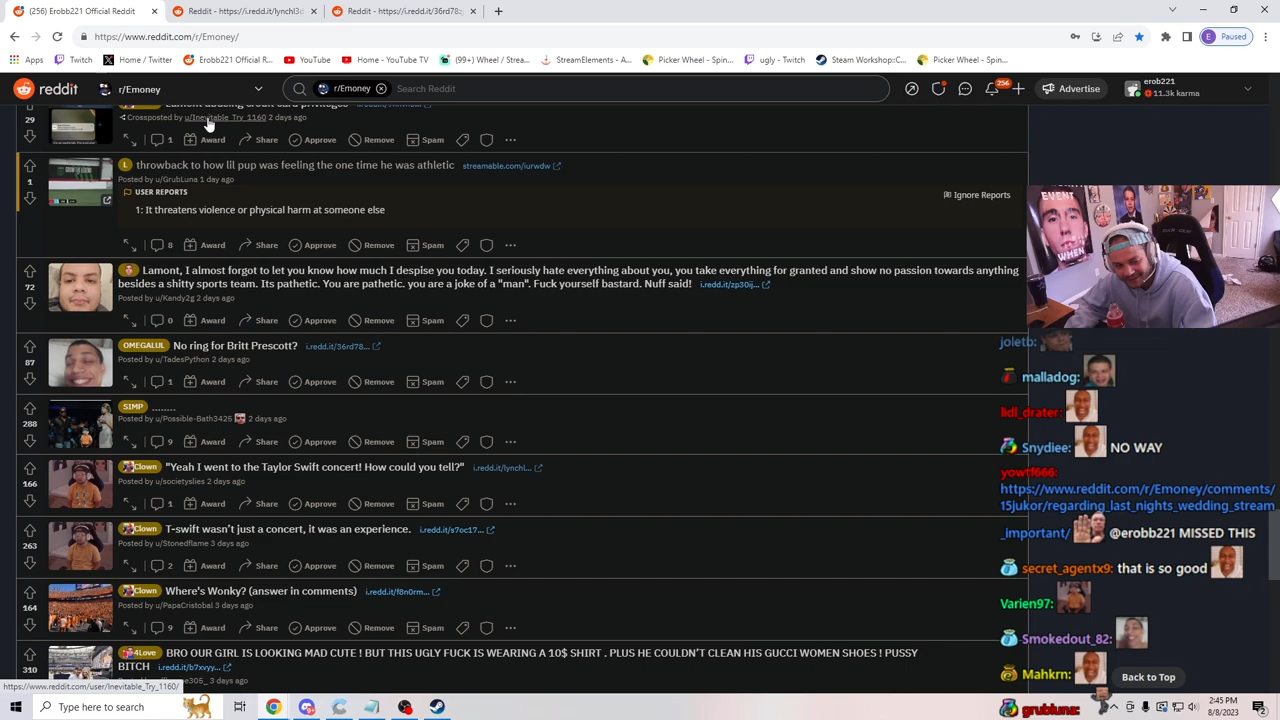 (256) Erobb221 Official Reddit
Reddit - https://i.redd.it/lynchl3d
Reddit - https://i.redd.it/36rd78z
https://www.reddit.com/r/Emoney/
Paused
Apps
Twitch
Home / Twitter
Erobb221 Official R...
YouTube
Home - YouTube TV
(99+) Wheel / Strea...
StreamElements - A...
Picker Wheel - Spin...
ugly - Twitch
Steam Workshop::C...
Picker Wheel - Spin...
reddit
r/Emoney
r/Emoney
Search Reddit
256
Advertise
erob221
11.3k karma
29
Lamont abusing credit card privileges
Crossposted by u/Inevitable_Try_1160 2 days ago
1 Award Share Approve Remove Spam
1
L throwback to how lil pup was feeling the one time he was athletic streamable.com/iurwdw
Posted by u/GrubLuna 1 day ago
USER REPORTS
Ignore Reports
1: It threatens violence or physical harm at someone else
8 Award Share Approve Remove Spam
72
Lamont, I almost forgot to let you know how much I despise you today. I seriously hate everything about you, you take everything for granted and show no passion towards anything
besides a shitty sports team. Its pathetic. You are pathetic. you are a joke of a "man". Fuck yourself bastard. Nuff said! i.redd.it/zp30ij...
Posted by u/Kandy2g 2 days ago
0 Award Share Approve Remove Spam
87
OMEGALUL No ring for Britt Prescott? i.redd.it/36rd78...
Posted by u/TadesPython 2 days ago
1 Award Share Approve Remove Spam
288
SIMP ........
Posted by u/Possible-Bath3425 2 days ago
9 Award Share Approve Remove Spam
166
Clown "Yeah I went to the Taylor Swift concert! How could you tell?" i.redd.it/lynchl...
Posted by u/societyslies 2 days ago
1 Award Share Approve Remove Spam
263
Clown T-swift wasn't just a concert, it was an experience. i.redd.it/s7oc17...
Posted by u/Stonedflame 3 days ago
2 Award Share Approve Remove Spam
164
Clown Where's Wonky? (answer in comments) i.redd.it/f8n0rm...
Posted by u/PapaCristobal 3 days ago
9 Award Share Approve Remove Spam
310
4Love BRO OUR GIRL IS LOOKING MAD CUTE ! BUT THIS UGLY FUCK IS WEARING A 10$ SHIRT . PLUS HE COULDN'T CLEAN HIS GUCCI WOMEN SHOES ! PUSSY
BITCH i.redd.it/b7xvyy...
3 days ago
https://www.reddit.com/user/Inevitable_Try_1160/
EVENT
WHEN
joletb:
malladog:
lidl_drater:
Snydiee: NO WAY
yowtf666:
https://www.reddit.com/r/Emoney/comments/
15jukor/regarding_last_nights_wedding_stream
_important/ @erobb221 MISSED THIS
secret_agentx9: that is so good
Varien97:
Smokedout_82:
Mahkrn:
Back to Top
grubluna:
Type here to search
2:45 PM
8/8/2023
2